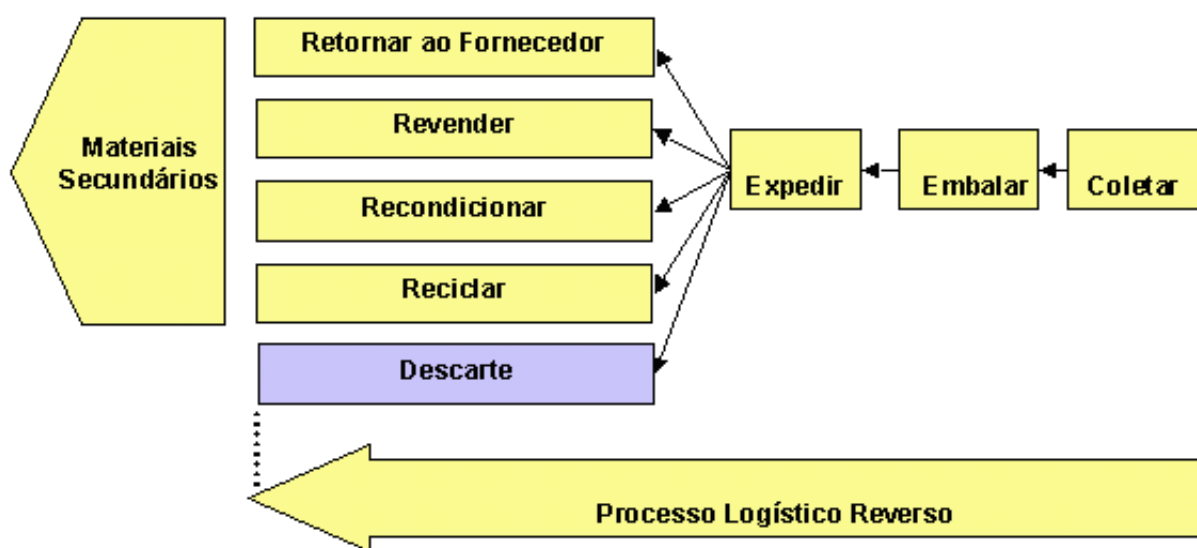 Retornar ao Fornecedor
Revender
Materiais
Secundários
Expedir
Embalar
Coletar
Recondicionar
Reciclar
Descarte
Processo Logístico Reverso